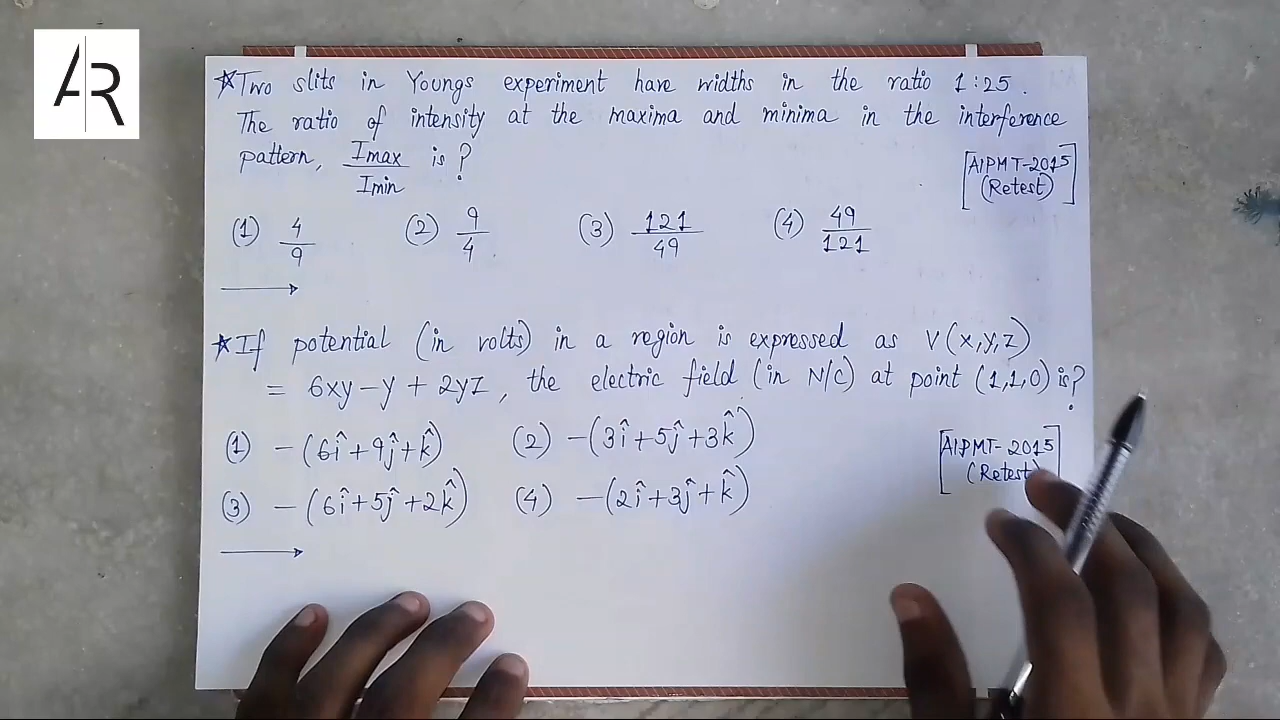 AR
★Two slits in Youngs experiment have widths in the ratio 1:25.
The ratio of intensity at the maxima and minima in the interference
pattern, Imax/Imin is?
[AIPMT-2015
(Retest)]
(1) 4/9 (2) 9/4 (3) 121/49 (4) 49/121
★If potential (in volts) in a region is expressed as V(x,y,z)
= 6xy-y+2yz, the electric field (in N/C) at point (1,1,0) is?
(1) -(6î+9ĵ+k̂) (2) -(3î+5ĵ+3k̂)
[AIPMT-2015
(Retest)]
(3) -(6î+5ĵ+2k̂) (4) -(2î+3ĵ+k̂)